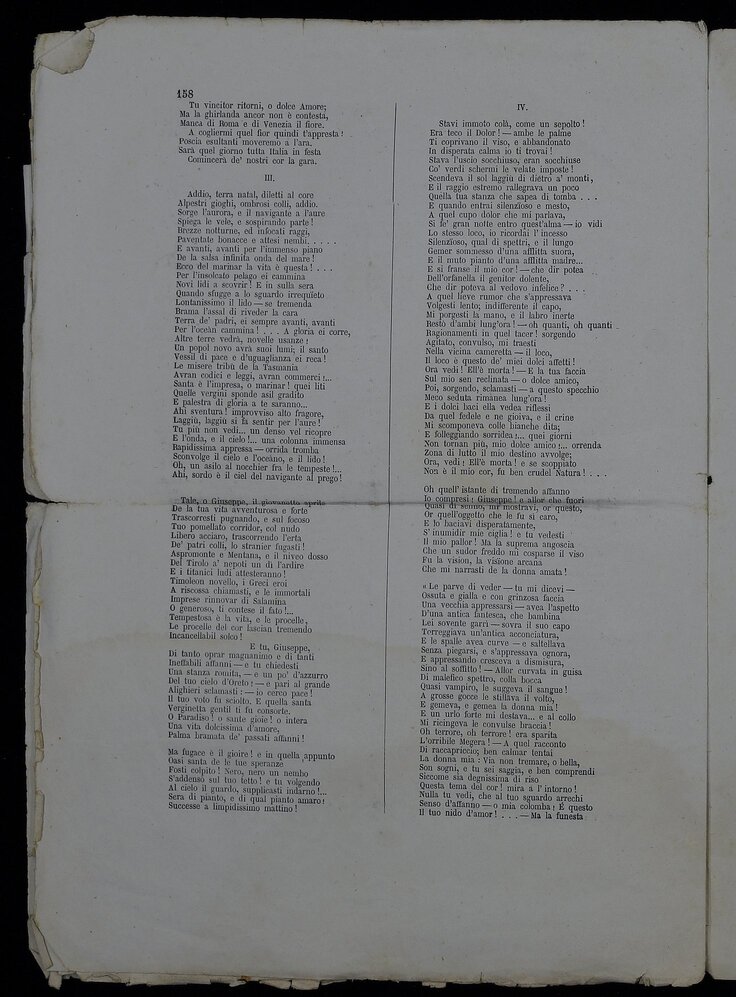 158
Tu vincitor ritorni, o dolce Amore;
Ma la ghirlanda ancor non è contesta,
Manca di Roma e di Venezia il fiore.
A cogliermi quel fior quindi t'appresta:
Poscia esultanti moveremo a l'ara.
Sarà quel giorno tutta Italia in festa
Comincerà de' nostri cor la gara.
III.
Addio, terra natal, diletti al core
Alpestri gioghi, ombrosi colli, addio.
Sorge l'aurora, e il navigante a l'aure
Spiega le vele, e sospirando parte!
Brezze notturne, ed infocati raggi,
Paventate bonacce e attesi nembi. . . . .
E avanti, avanti per l'immenso piano
De la salsa infinita onda del mare!
Ecco del marinar la vita è questa! . . .
Per l'insolcato pelago ei cammina
Novi lidi a scovrir! E in sulla sera
Quando sfugge a lo sguardo irrequieto
Lontanissimo il lido — se tremenda
Brama l'assal di riveder la cara
Terra de' padri, ei sempre avanti, avanti
Per l'ocean cammina! . . . A gloria ei corre,
Altre terre vedrà, novelle usanze:
Un popol novo avrà suoi lumi; il santo
Vessil di pace e d'uguaglianza ei reca!
Le misere tribù de la Tasmania
Avran codici e leggi, avran commerci:...
Santa è l'impresa, o marinar! quei liti
Quelle vergini sponde asil gradito
E palestra di gloria a te saranno...
Ahi sventura! improvviso alto fragore,
Laggiù, laggiù si fa sentir per l'aure!
Tu più non vedi... un denso vel ricopre
E l'onda, e il cielo!... una colonna immensa
Rapidissima appressa — orrida tromba
Sconvolge il cielo e l'oceano, e il lido!
Oh, un asilo al nocchier fra le tempeste!...
Ahi, sordo è il ciel del navigante al prego!
Tale, o Giuseppe, il giovanetto aprile
De la tua vita avventurosa e forte
Trascorresti pugnando, e sul focoso
Tuo pomellato corridor, col nudo
Libero acciaro, trascorrendo l'erta
De' patri colli, lo stranier fugasti!
Aspromonte e Mentana, e il niveo dosso
Del Tirolo a' nepoti un dì l'ardire
E i titanici ludi attesteranno!
Timoleon novello, i Greci eroi
A riscossa chiamasti, e le immortali
Imprese rinnovar di Salamina
O generoso, ti contese il fato!...
Tempestosa è la vita, e le procelle,
Le procelle del cor lascian tremendo
Incancellabil solco!
E tu, Giuseppe,
Di tanto oprar magnanimo e di tanti
Ineffabili affanni — e tu chiedesti
Una stanza romita, — e un po' d'azzurro
Del tuo cielo d'Oreto: — e pari al grande
Alighieri sclamasti: — io cerco pace!
Il tuo voto fu sciolto. E quella santa
Verginetta gentil ti fu consorte.
O Paradiso! o sante gioie! o intera
Una vita dolcissima d'amore,
Palma bramata de' passati affanni!
Ma fugace è il gioire! e in quella appunto
Oasi santa de le tue speranze
Fosti colpito! Nero, nero un nembo
S'addensò sul tuo tetto! e tu volgendo
Al cielo il guardo, supplicasti indarno!...
Sera di pianto, e di qual pianto amaro!
Successe a limpidissimo mattino!
IV.
Stavi immoto colà, come un sepolto!
Era teco il Dolor! — ambe le palme
Ti coprivano il viso, e abbandonato
In disperata calma io ti trovai!
Stava l'uscio socchiuso, eran socchiuse
Co' verdi schermi le velate imposte!
Scendeva il sol laggiù di dietro a' monti,
E il raggio estremo rallegrava un poco
Quella tua stanza che sapea di tomba . . .
E quando entrai silenzioso e mesto,
A quel cupo dolor che mi parlava,
Si fe' gran notte entro quest'alma — io vidi
Lo stesso loco, io ricordai l'incesso
Silenzioso, qual di spettri, e il lungo
Gemer sommesso d'una afflitta suora,
E il muto pianto d'una afflitta madre...
E si franse il mio cor! — che dir potea
Dell'orfanella il genitor dolente,
Che dir poteva al vedovo infelice? . . .
A quel lieve rumor che s'appressava
Volgesti lento; indifferente il capo,
Mi porgesti la mano, e il labro inerte
Restò d'ambi lung'ora! — oh quanti, oh quanti
Ragionamenti in quel tacer! sorgendo
Agitato, convulso, mi traesti
Nella vicina cameretta — il loco,
Il loco è questo de' miei dolci affetti!
Ora vedi! Ell'è morta! — E la tua faccia
Sul mio sen reclinata — o dolce amico,
Poi, sorgendo, sclamasti — a questo specchio
Meco seduta rimanea lung'ora!
E i dolci baci ella vedea riflessi
Da quel fedele e ne gioiva, e il crine
Mi scomponeva colle bianche dita;
E folleggiando sorridea:... quei giorni
Non tornan più, mio dolce amico:... orrenda
Zona di lutto il mio destino avvolge;
Ora, vedi: Ell'è morta! e se scoppiato
Non è il mio cor, fu ben crudel Natura! . . .
Oh quell'istante di tremendo affanno
Io compresi: Giuseppe! e allor che fuori
Quasi di senno, mi mostravi, or questo,
Or quell'oggetto che le fu sì caro,
E lo baciavi disperatamente,
S'inumidir mie ciglia! e tu vedesti
Il mio pallor! Ma la suprema angoscia
Che un sudor freddo mi cosparse il viso
Fu la vision, la visione arcana
Che mi narrasti de la donna amata!
« Le parve di veder — tu mi dicevi —
Ossuta e gialla e con grinzosa faccia
Una vecchia appressarsi — avea l'aspetto
D'una antica fantesca, che bambina
Lei sovente garrì — sovra il suo capo
Torreggiava un'antica acconciatura,
E le spalle avea curve — e saltellava
Senza piegarsi, e s'appressava ognora,
E appressando cresceva a dismisura,
Sino al soffitto! — Allor curvata in guisa
Di malefico spettro, colla bocca
Quasi vampiro, le suggeva il sangue!
A grosse gocce le stillava il volto,
E gemeva, e gemea la donna mia!
E un urlo forte mi destava... e al collo
Mi ricingeva le convulse braccia!
Oh terrore, oh terrore! era sparita
L'orribile Megera! — A quel racconto
Di raccapriccio; ben calmar tentai
La donna mia: Via non tremare, o bella,
Son sogni, e tu sei saggia, e ben comprendi
Siccome sia degnissima di riso
Questa tema del cor! mira a l'intorno!
Nulla tu vedi, che al tuo sguardo arrechi
Senso d'affanno — o mia colomba: È questo
Il tuo nido d'amor! . . . — Ma la funesta